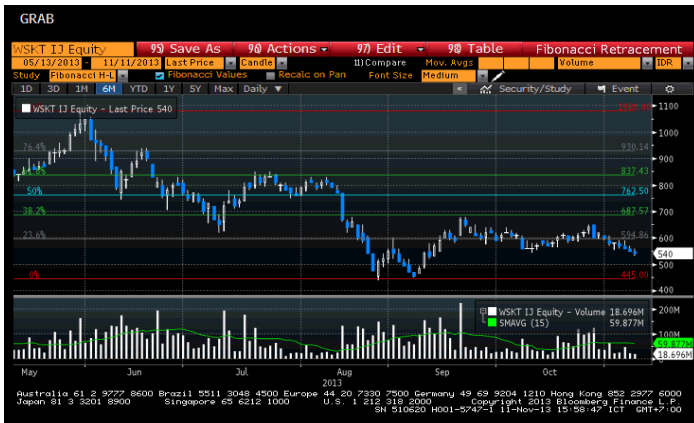 GRAB
WSKT IJ Equity 95) Save As 96) Actions 97) Edit 98) Table Fibonacci Retracement
05/13/2013 - 11/11/2013 Last Price Candle 11) Compare Mov. Avgs Volume IDR
Study Fibonacci H-L Fibonacci Values Recalc on Pan Font Size Medium
1D 3D 1M 6M YTD 1Y 5Y Max Daily ▼ « Security/Study Event
WSKT IJ Equity - Last Price 540
1100
1000
76.4% 930.14
900
837.43
800
50% 762.50
700
38.2% 687.57
23.6% 594.86
600
540
500
0% 445.00
400
WSKT IJ Equity - Volume 18.696M
SMAVG (15) 59.877M
200M
100M
59.877M
18.696M
May Jun Jul Aug Sep Oct
2013
Australia 61 2 9777 8600 Brazil 5511 3048 4500 Europe 44 20 7330 7500 Germany 49 69 9204 1210 Hong Kong 852 2977 6000
Japan 81 3 3201 8900 Singapore 65 6212 1000 U.S. 1 212 318 2000 Copyright 2013 Bloomberg Finance L.P.
SN 510620 H001-5747-1 11-Nov-13 15:58:47 ICT GMT+7:00